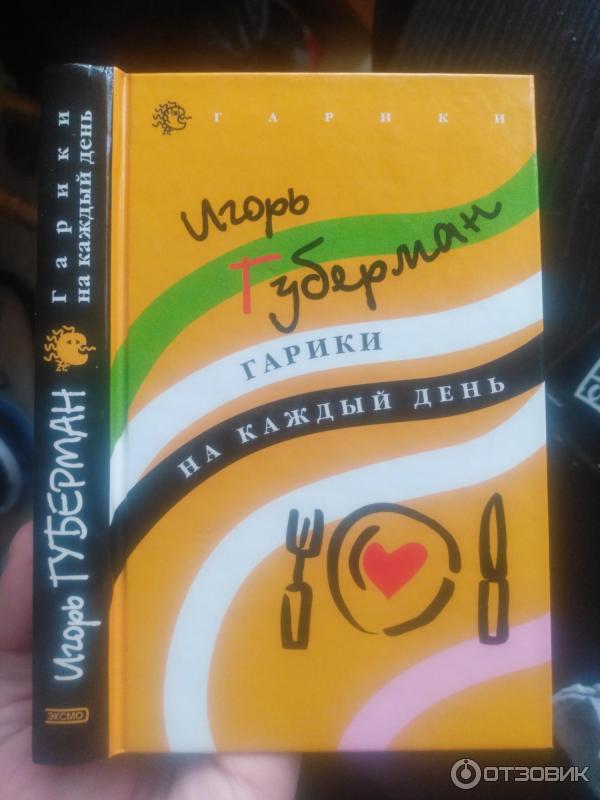 ГАРИКИ
Игорь
Губерман
ГАРИКИ
НА КАЖДЫЙ ДЕНЬ
Игорь ГУБЕРМАН
Гарики
на каждый день
ЭКСМО
ОТЗОВИК